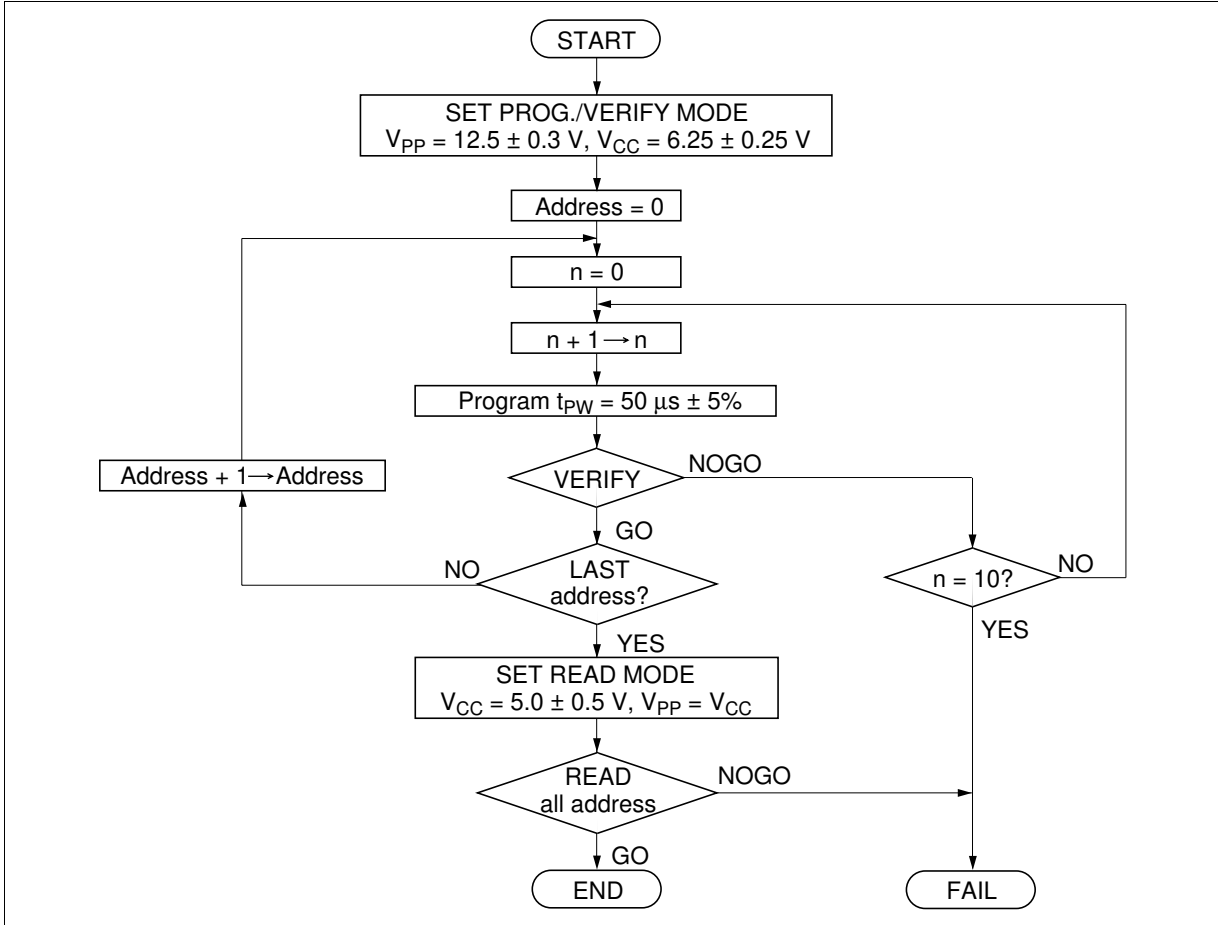 START
SET PROG./VERIFY MODE
VPP = 12.5 ± 0.3 V, VCC = 6.25 ± 0.25 V
Address = 0
n = 0
n + 1 → n
Program tPW = 50 μs ± 5%
Address + 1 → Address
VERIFY
NOGO
GO
NO
LAST
address?
n = 10?
NO
YES
YES
SET READ MODE
VCC = 5.0 ± 0.5 V, VPP = VCC
READ
all address
NOGO
GO
END
FAIL